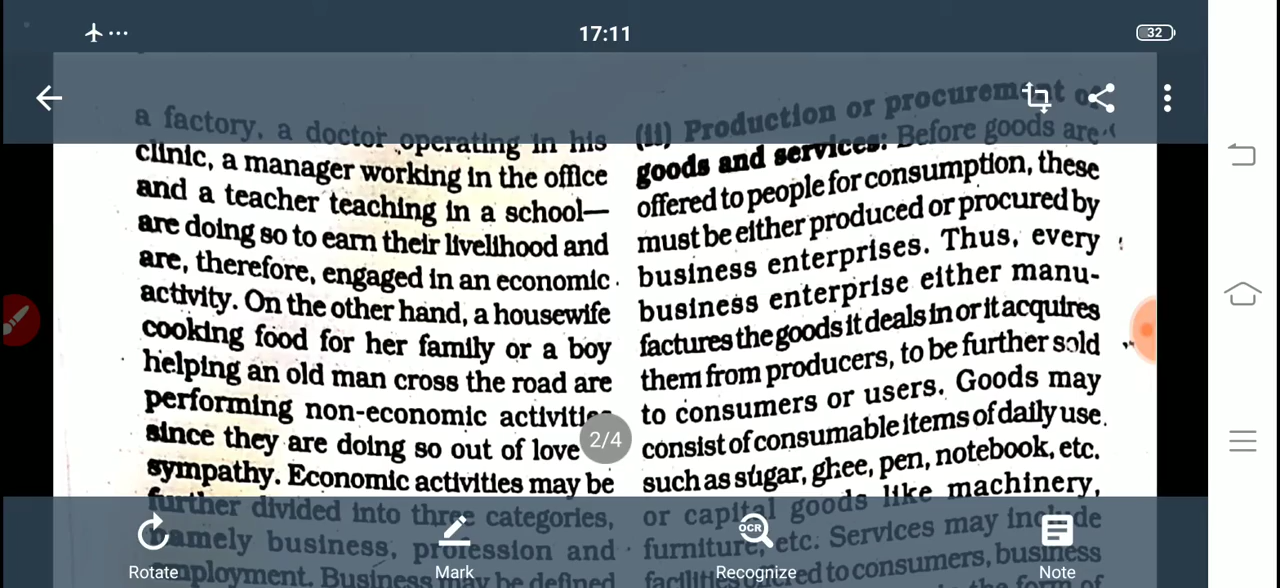 17:11
32
a factory, a doctor operating in his
clinic, a manager working in the office
and a teacher teaching in a school—
are doing so to earn their livelihood and
are, therefore, engaged in an economic
activity. On the other hand, a housewife
cooking food for her family or a boy
helping an old man cross the road are
performing non-economic activities
since they are doing so out of love
sympathy. Economic activities may be
further divided into three categories,
namely business, profession and
employment. Business may be defined
(ii) Production or procurement of
goods and services: Before goods are
offered to people for consumption, these
must be either produced or procured by
business enterprises. Thus, every
business enterprise either manu-
factures the goods it deals in or it acquires
them from producers, to be further sold
to consumers or users. Goods may
consist of consumable items of daily use.
such as sugar, ghee, pen, notebook, etc.
or capital goods like machinery,
furniture, etc. Services may include
facilities offered to consumers, business
2/4
Rotate
Mark
OCR
Recognize
Note